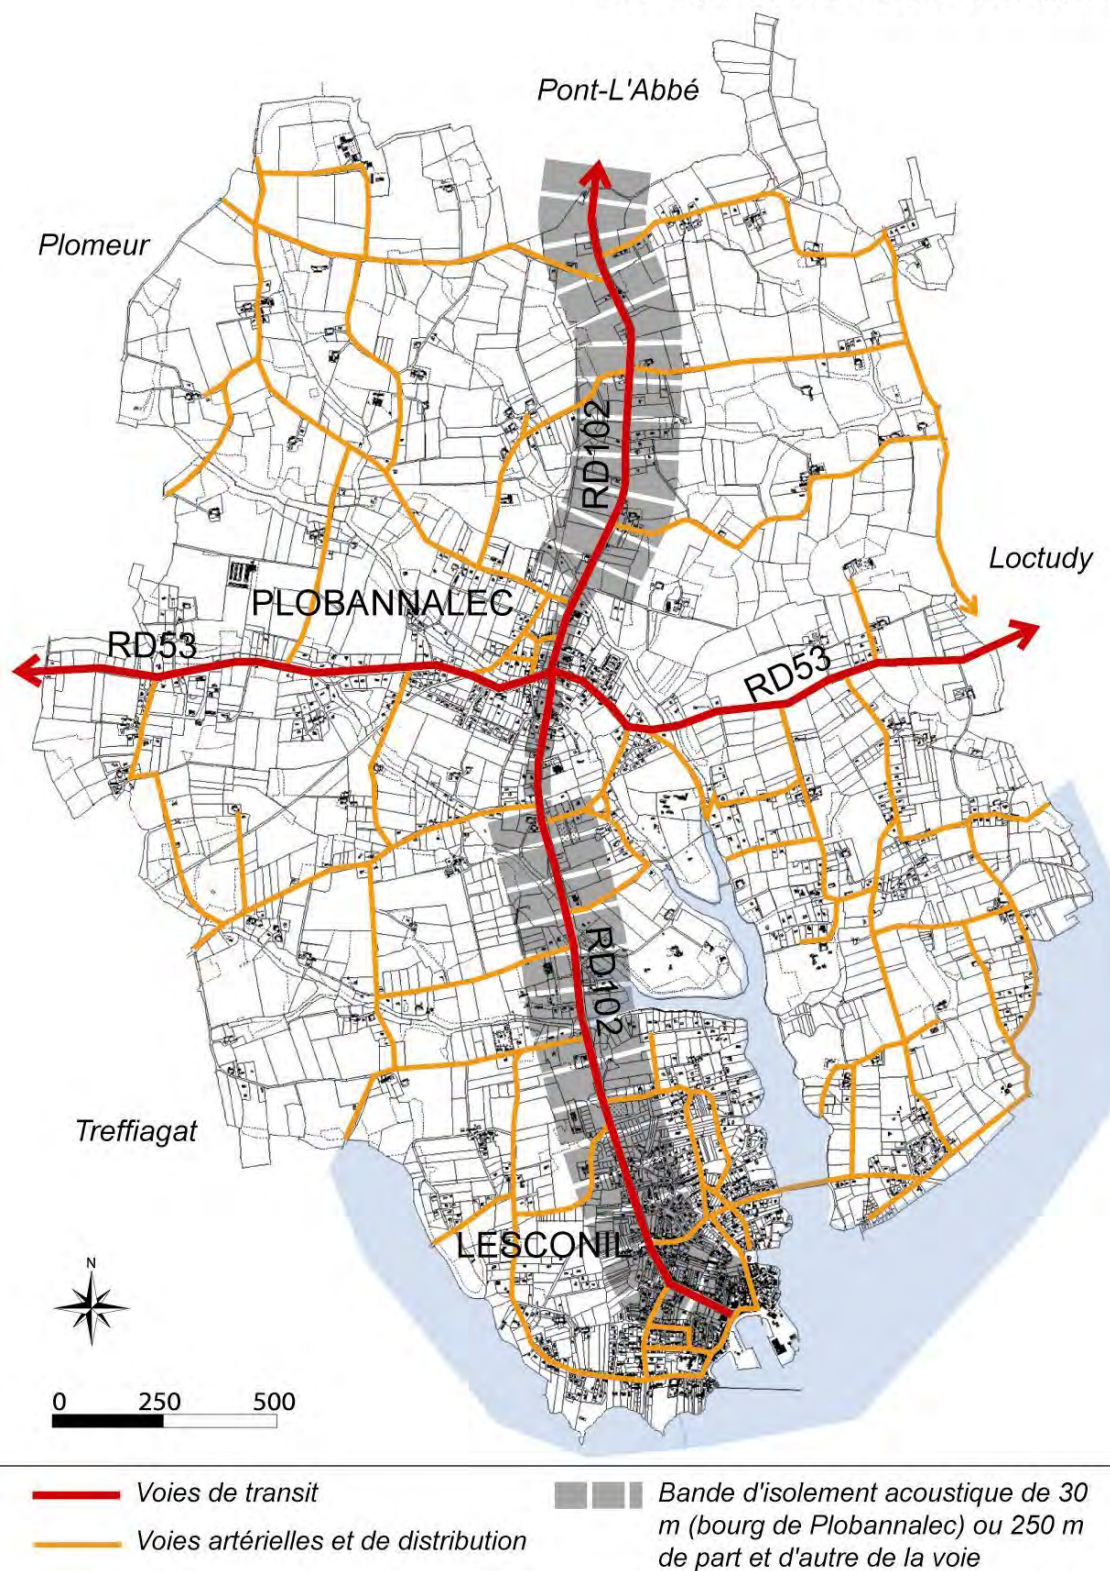 Pont-L'Abbé
Plomeur
RD102
Loctudy
PLOBANNALEC
RD53
RD53
RD102
Treffiagat
LESCONIL
N
0 250 500
Voies de transit
Voies artérielles et de distribution
Bande d'isolement acoustique de 30
m (bourg de Plobannalec) ou 250 m
de part et d'autre de la voie